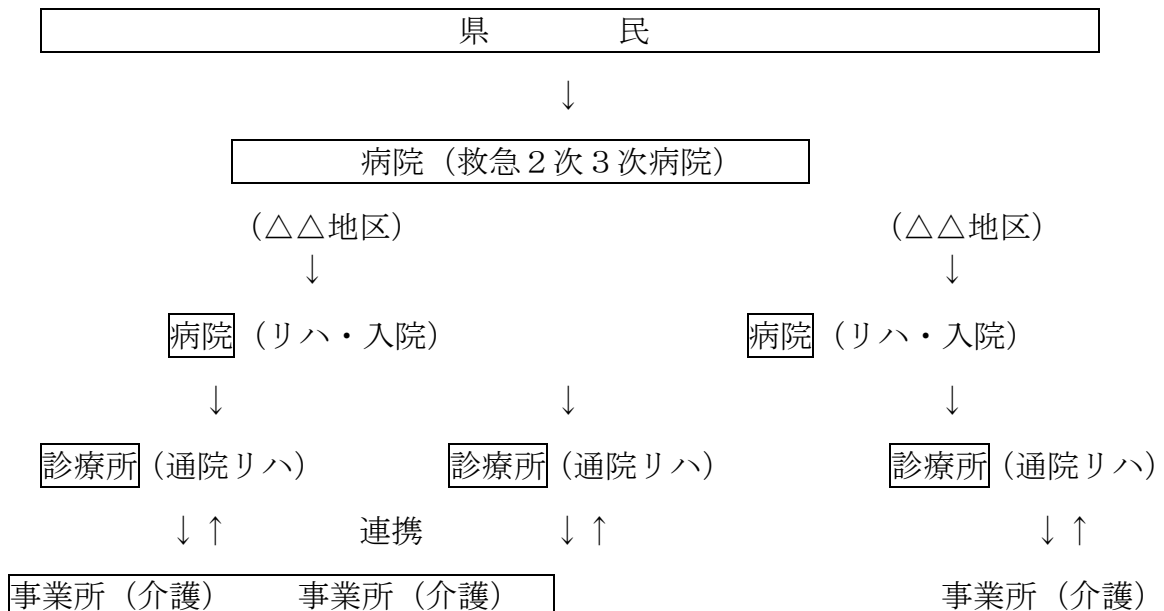 県　　　　民
↓
病院（救急２次３次病院）
（△△地区）　（△△地区）
↓　↓
病院（リハ・入院）　病院（リハ・入院）
↓　↓　↓
診療所（通院リハ）　診療所（通院リハ）　診療所（通院リハ）
↓↑　連携　↓↑　↓↑
事業所（介護）　事業所（介護）　事業所（介護）